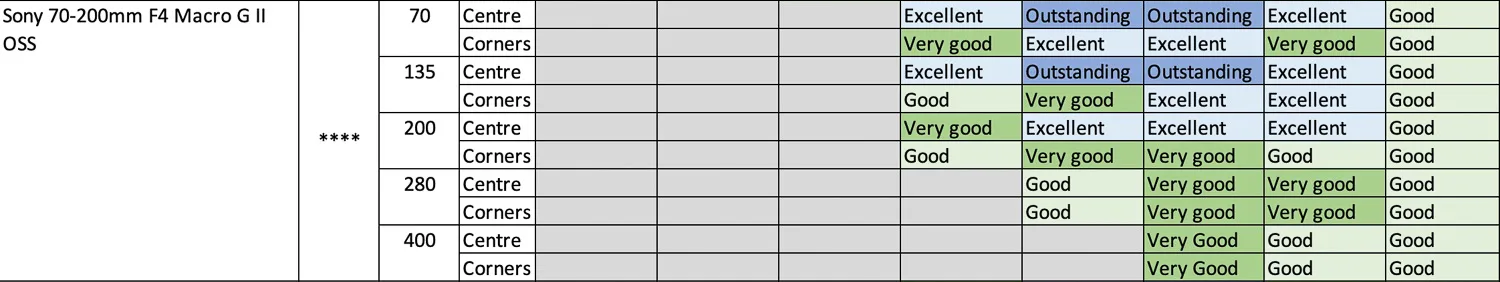 Sony 70-200mm F4 Macro G II 70 Centre Excellent Outstanding Outstanding Excellent Good
OSS Corners Very good Excellent Excellent Very good Good
135 Centre Excellent Outstanding Outstanding Excellent Good
Corners Good Very good Excellent Excellent Good
**** 200 Centre Very good Excellent Excellent Excellent Good
Corners Good Very good Very good Good Good
280 Centre Good Very good Very good Good
Corners Good Very good Very good Good
400 Centre Very Good Good Good
Corners Very Good Good Good